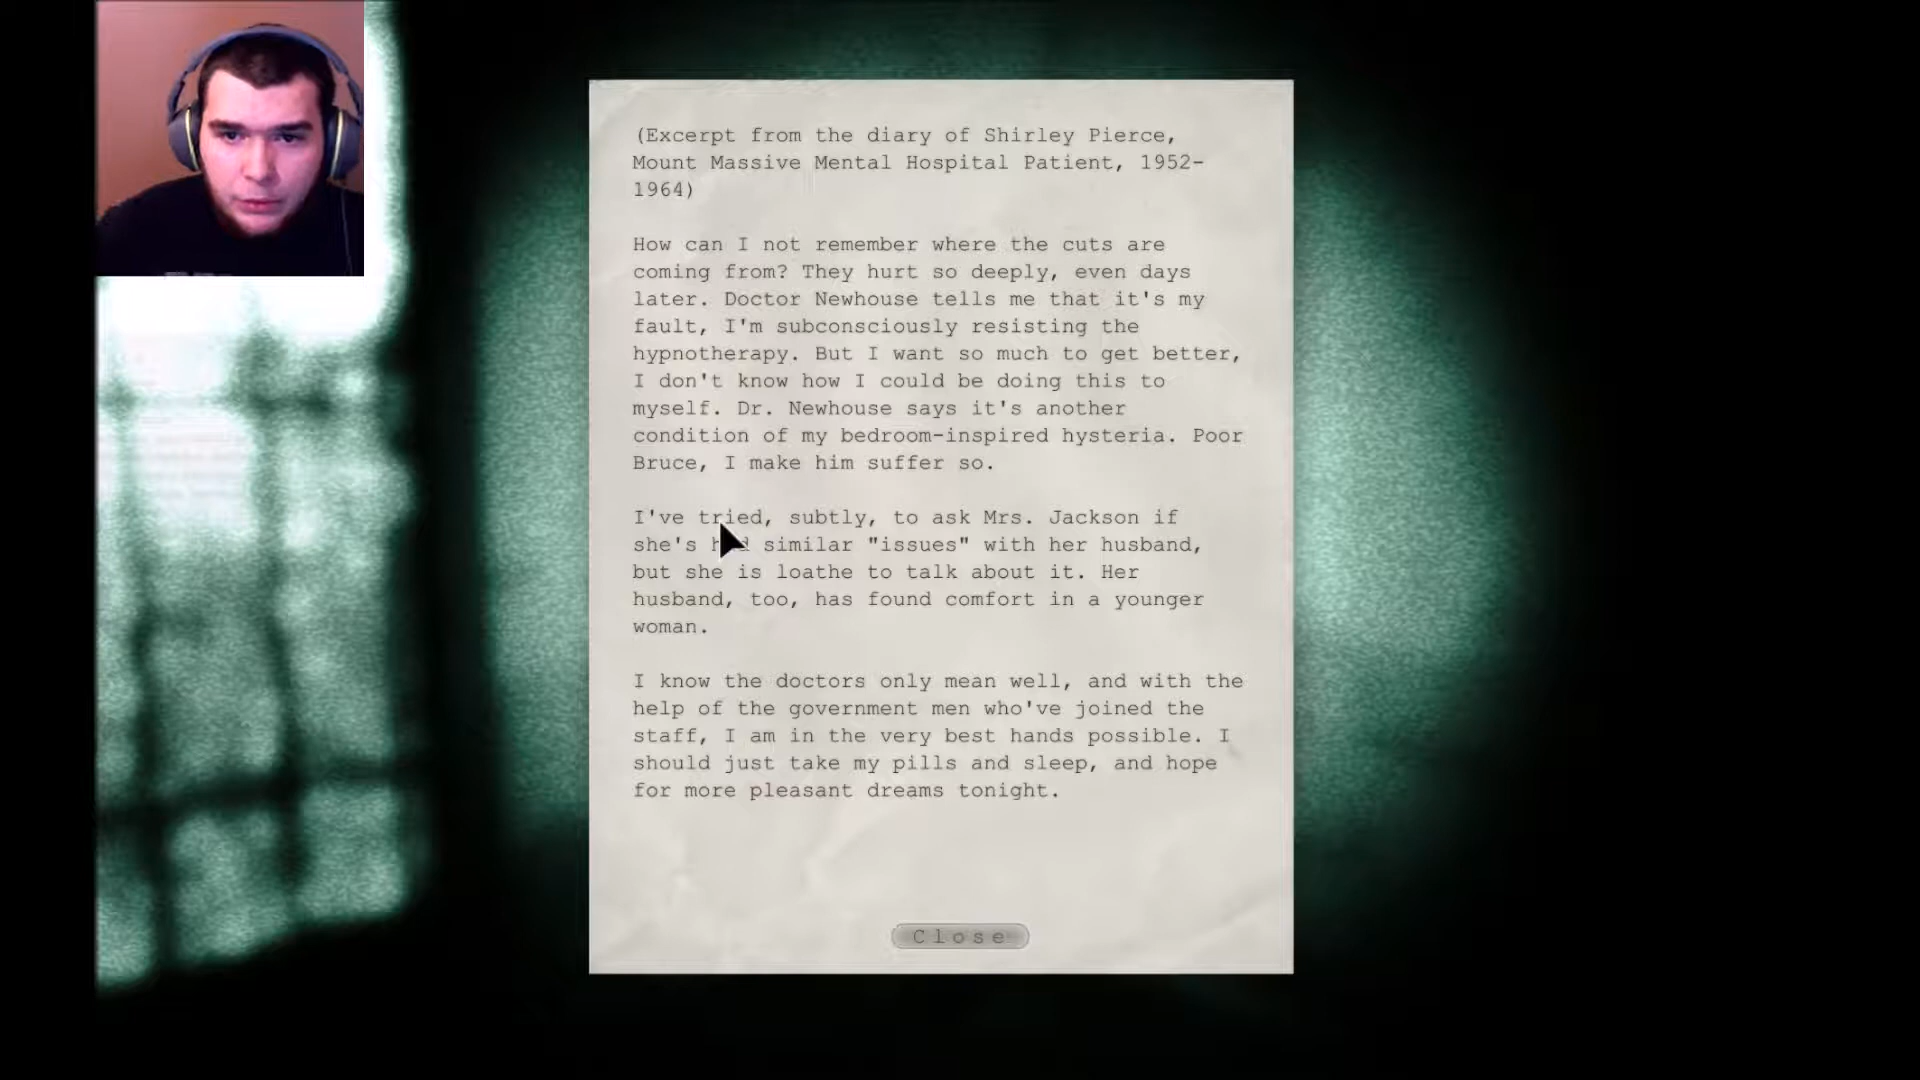 (Excerpt from the diary of Shirley Pierce,
Mount Massive Mental Hospital Patient, 1952-
1964)
How can I not remember where the cuts are
coming from? They hurt so deeply, even days
later. Doctor Newhouse tells me that it's my
fault, I'm subconsciously resisting the
hypnotherapy. But I want so much to get better,
I don't know how I could be doing this to
myself. Dr. Newhouse says it's another
condition of my bedroom-inspired hysteria. Poor
Bruce, I make him suffer so.
I've tried, subtly, to ask Mrs. Jackson if
she's had similar "issues" with her husband,
but she is loathe to talk about it. Her
husband, too, has found comfort in a younger
woman.
I know the doctors only mean well, and with the
help of the government men who've joined the
staff, I am in the very best hands possible. I
should just take my pills and sleep, and hope
for more pleasant dreams tonight.
Close